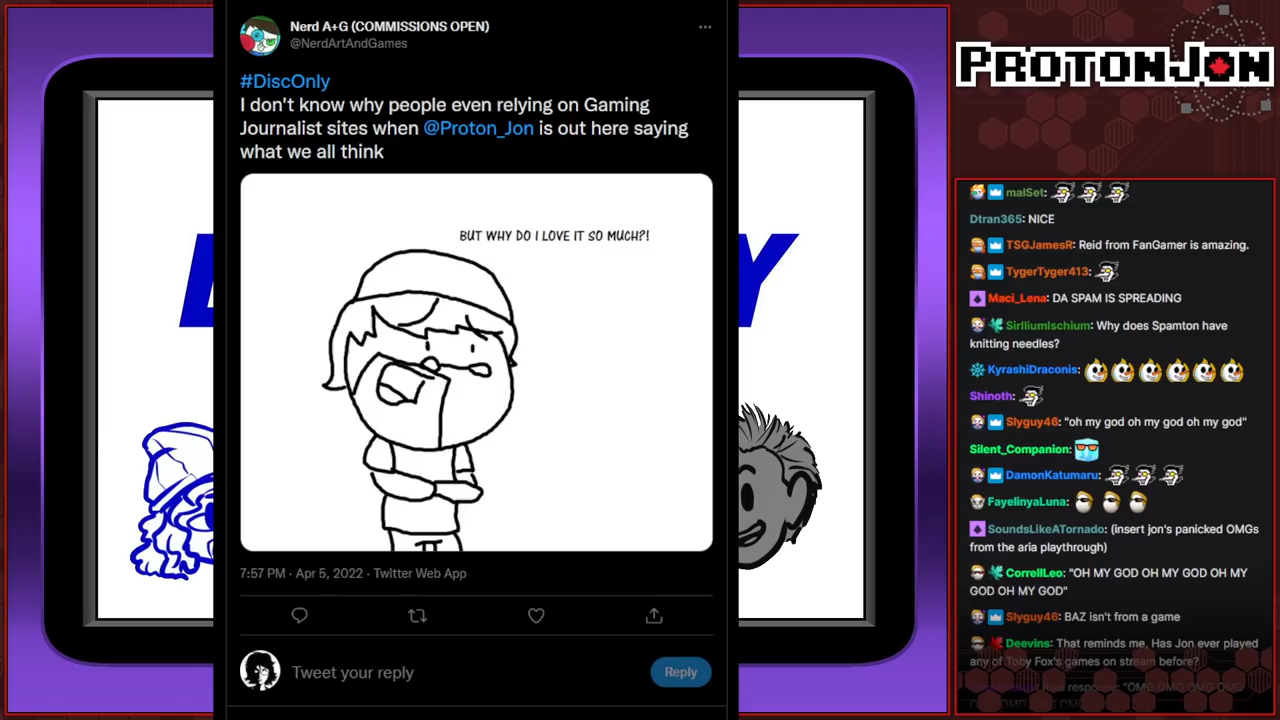 Nerd A+G (COMMISSIONS OPEN)
@NerdArtAndGames
#DiscOnly
I don't know why people even relying on Gaming
Journalist sites when @Proton_Jon is out here saying
what we all think
BUT WHY DO I LOVE IT SO MUCH?!
7:57 PM · Apr 5, 2022 · Twitter Web App
Tweet your reply
Reply
Y
PROTONJON
malSet:
Dtran365: NICE
TSGJamesR: Reid from FanGamer is amazing.
TygerTyger413:
Maci_Lena: DA SPAM IS SPREADING
SirIliumIschium: Why does Spamton have
knitting needles?
KyrashiDraconis:
Shinoth:
Slyguy46: "oh my god oh my god oh my god"
Silent_Companion:
DamonKatumaru:
FayelinyaLuna:
SoundsLikeATornado: (insert jon's panicked OMGs
from the aria playthrough)
CorrellLeo: "OH MY GOD OH MY GOD OH MY
GOD OH MY GOD"
Slyguy46: BAZ isn't from a game
Deevins: That reminds me, Has Jon ever played
any of Toby Fox's games on stream before?
response: "OMG OMG OMG OMG